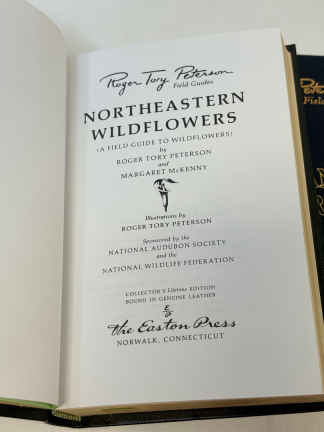 Roger Tory Peterson
Field Guides
NORTHEASTERN
WILDFLOWERS
(A FIELD GUIDE TO WILDFLOWERS)
by
ROGER TORY PETERSON
and
MARGARET McKENNY
Illustrations by
ROGER TORY PETERSON
Sponsored by the
NATIONAL AUDUBON SOCIETY
and the
NATIONAL WILDLIFE FEDERATION
COLLECTOR'S Lifetime EDITION
BOUND IN GENUINE LEATHER
The Easton Press
NORWALK, CONNECTICUT